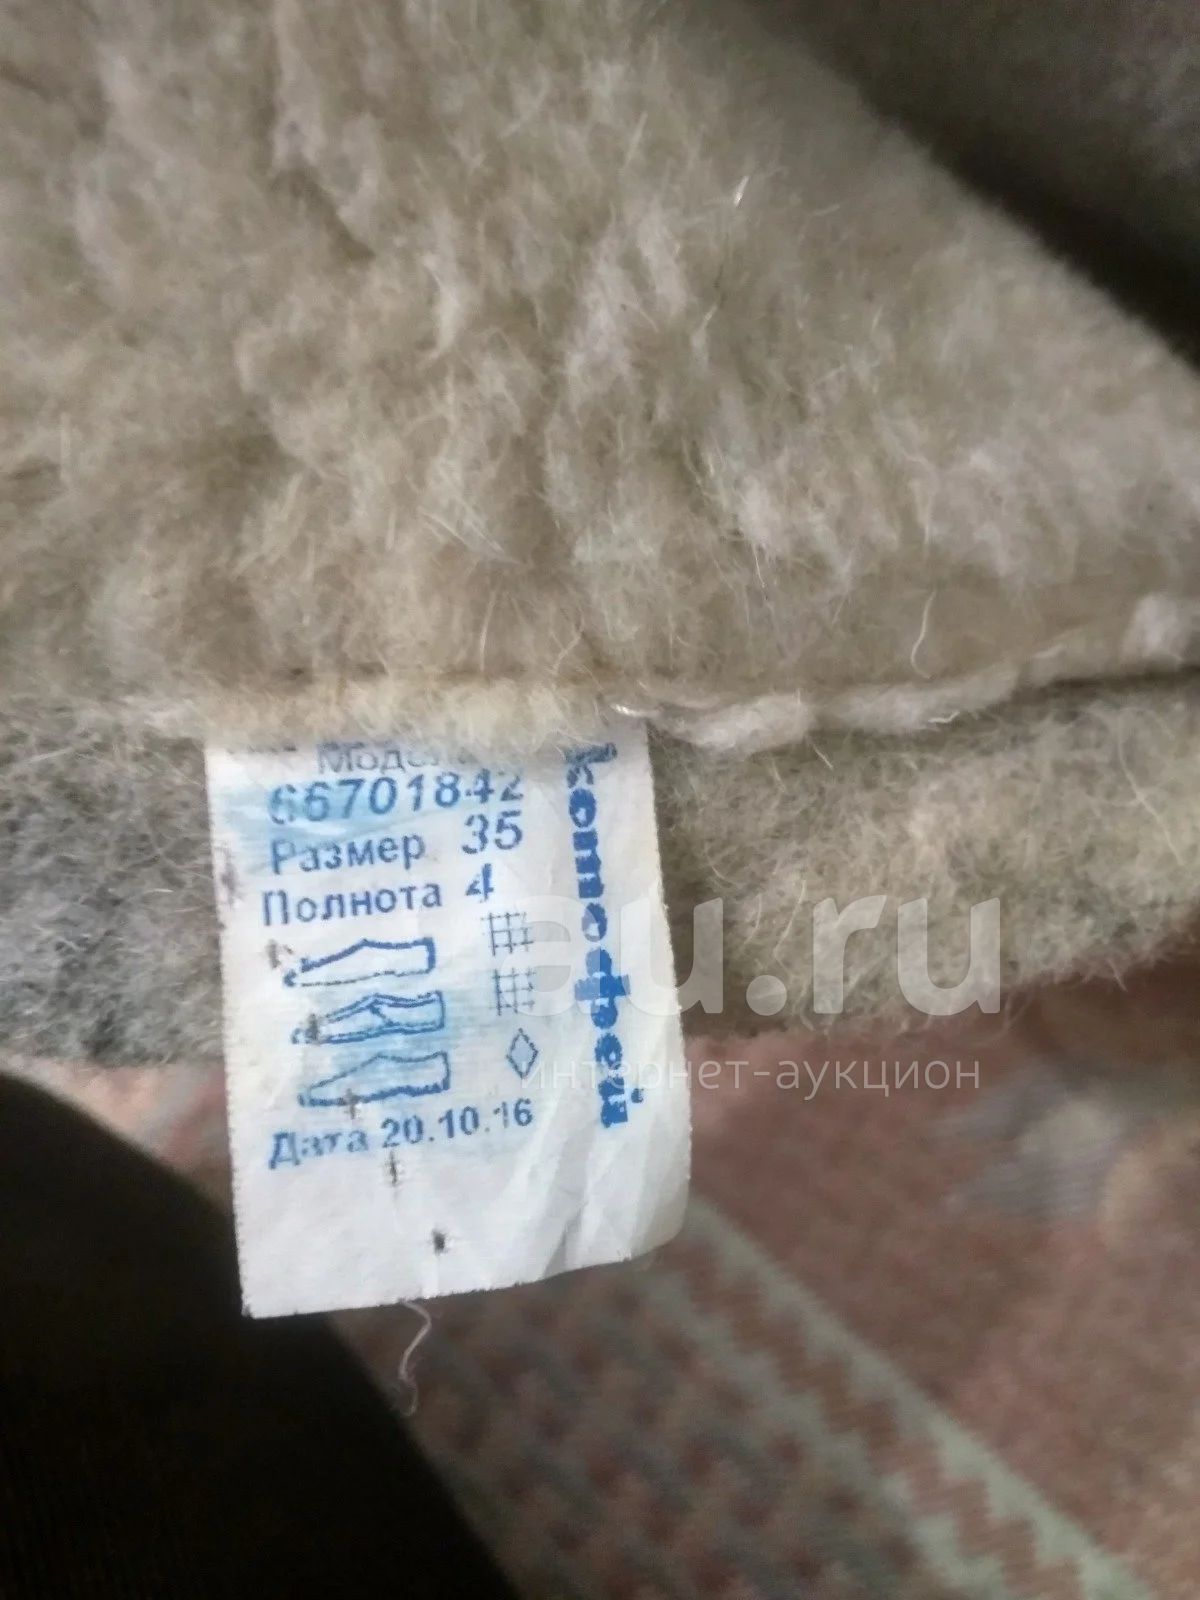 Модель
66701842
Размер 35
Полнота 4
Дата 20.10.16
котофей
au.ru
интернет-аукцион